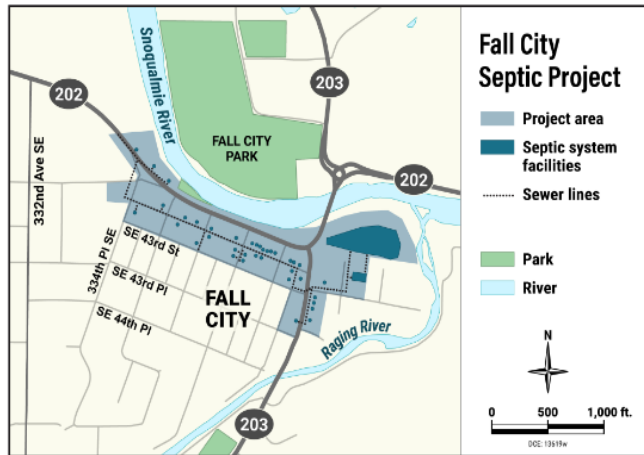 Fall City
Septic Project
Project area
Septic system
facilities
Sewer lines
Park
River
N
0 500 1,000 ft.
DCE: 13619w
202
203
Snoqualmie River
FALL CITY
PARK
202
332nd Ave SE
334th Pl SE
SE 43rd St
SE 43rd Pl
SE 44th Pl
FALL
CITY
Raging River
203